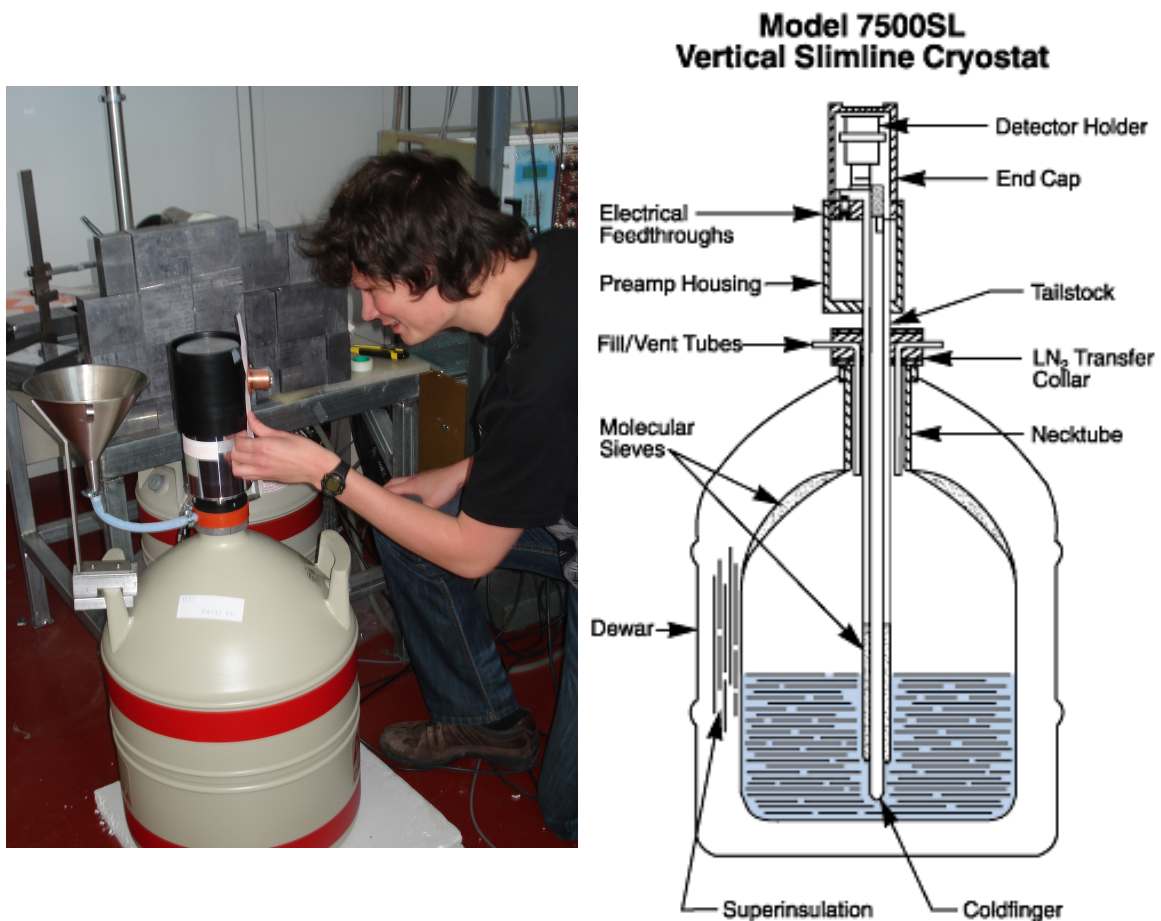 Model 7500SL
Vertical Slimline Cryostat
Detector Holder
End Cap
Electrical
Feedthroughs
Preamp Housing
Tailstock
Fill/Vent Tubes
LN₂ Transfer
Collar
Molecular
Sieves
Necktube
Dewar
Superinsulation
Coldfinger